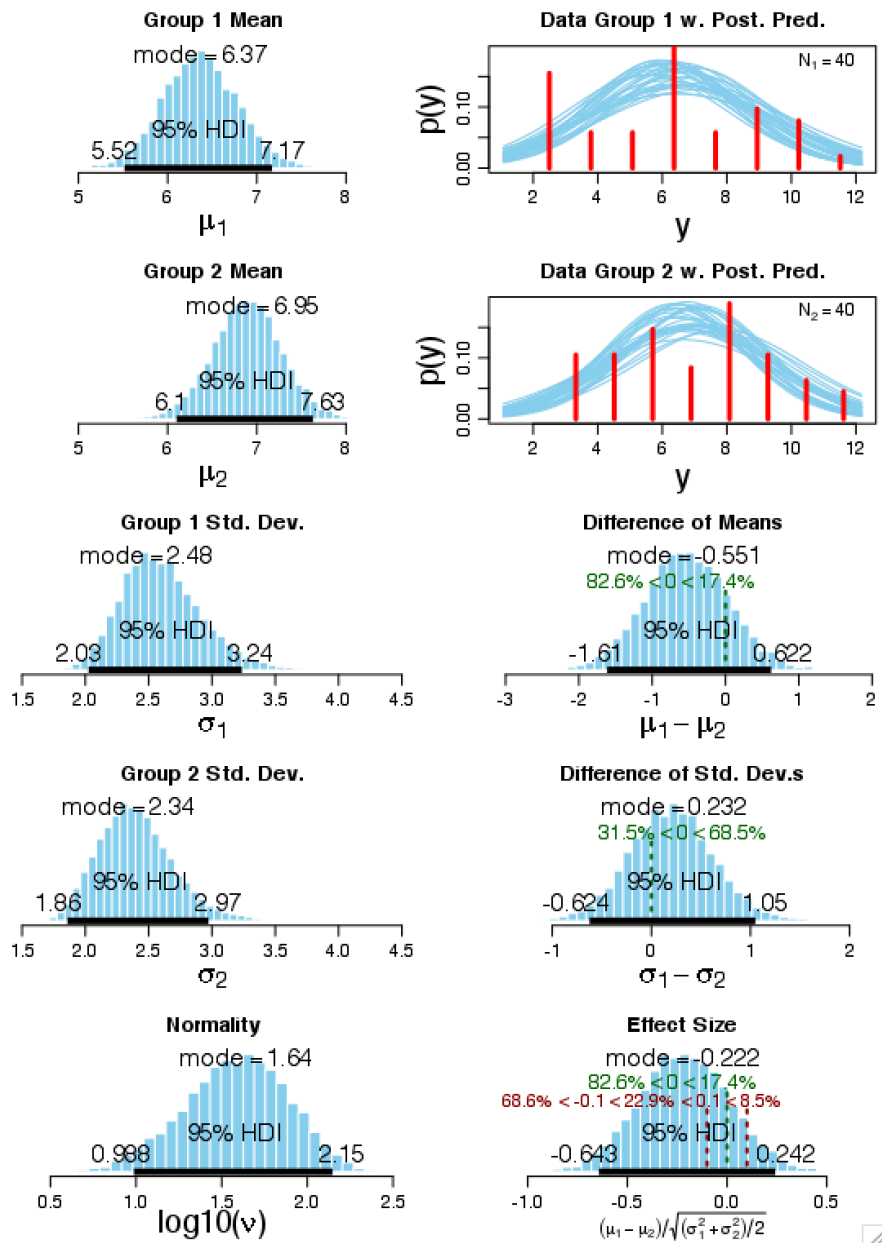 Group 1 Mean
mode = 6.37
95% HDI
5.52 7.17
5 6 7 8
μ1
Data Group 1 w. Post. Pred.
N1 = 40
p(y)
0.00 0.10
2 4 6 8 10 12
y
Group 2 Mean
mode = 6.95
95% HDI
6.1 7.63
5 6 7 8
μ2
Data Group 2 w. Post. Pred.
N2 = 40
p(y)
0.00 0.10
2 4 6 8 10 12
y
Group 1 Std. Dev.
mode = 2.48
95% HDI
2.03 3.24
1.5 2.0 2.5 3.0 3.5 4.0 4.5
σ1
Difference of Means
mode = -0.551
82.6% < 0 < 17.4%
95% HDI
-1.61 0.622
-3 -2 -1 0 1 2
μ1 − μ2
Group 2 Std. Dev.
mode = 2.34
95% HDI
1.86 2.97
1.5 2.0 2.5 3.0 3.5 4.0 4.5
σ2
Difference of Std. Dev.s
mode = 0.232
31.5% < 0 < 68.5%
95% HDI
-0.624 1.05
-1 0 1 2
σ1 − σ2
Normality
mode = 1.64
95% HDI
0.988 2.15
0.5 1.0 1.5 2.0 2.5
log10(ν)
Effect Size
mode = -0.222
82.6% < 0 < 17.4%
68.6% < -0.1 < 22.9% < 0.1 < 8.5%
95% HDI
-0.643 0.242
-1.0 -0.5 0.0 0.5
(μ1 − μ2)/√(σ1² + σ2²)/2